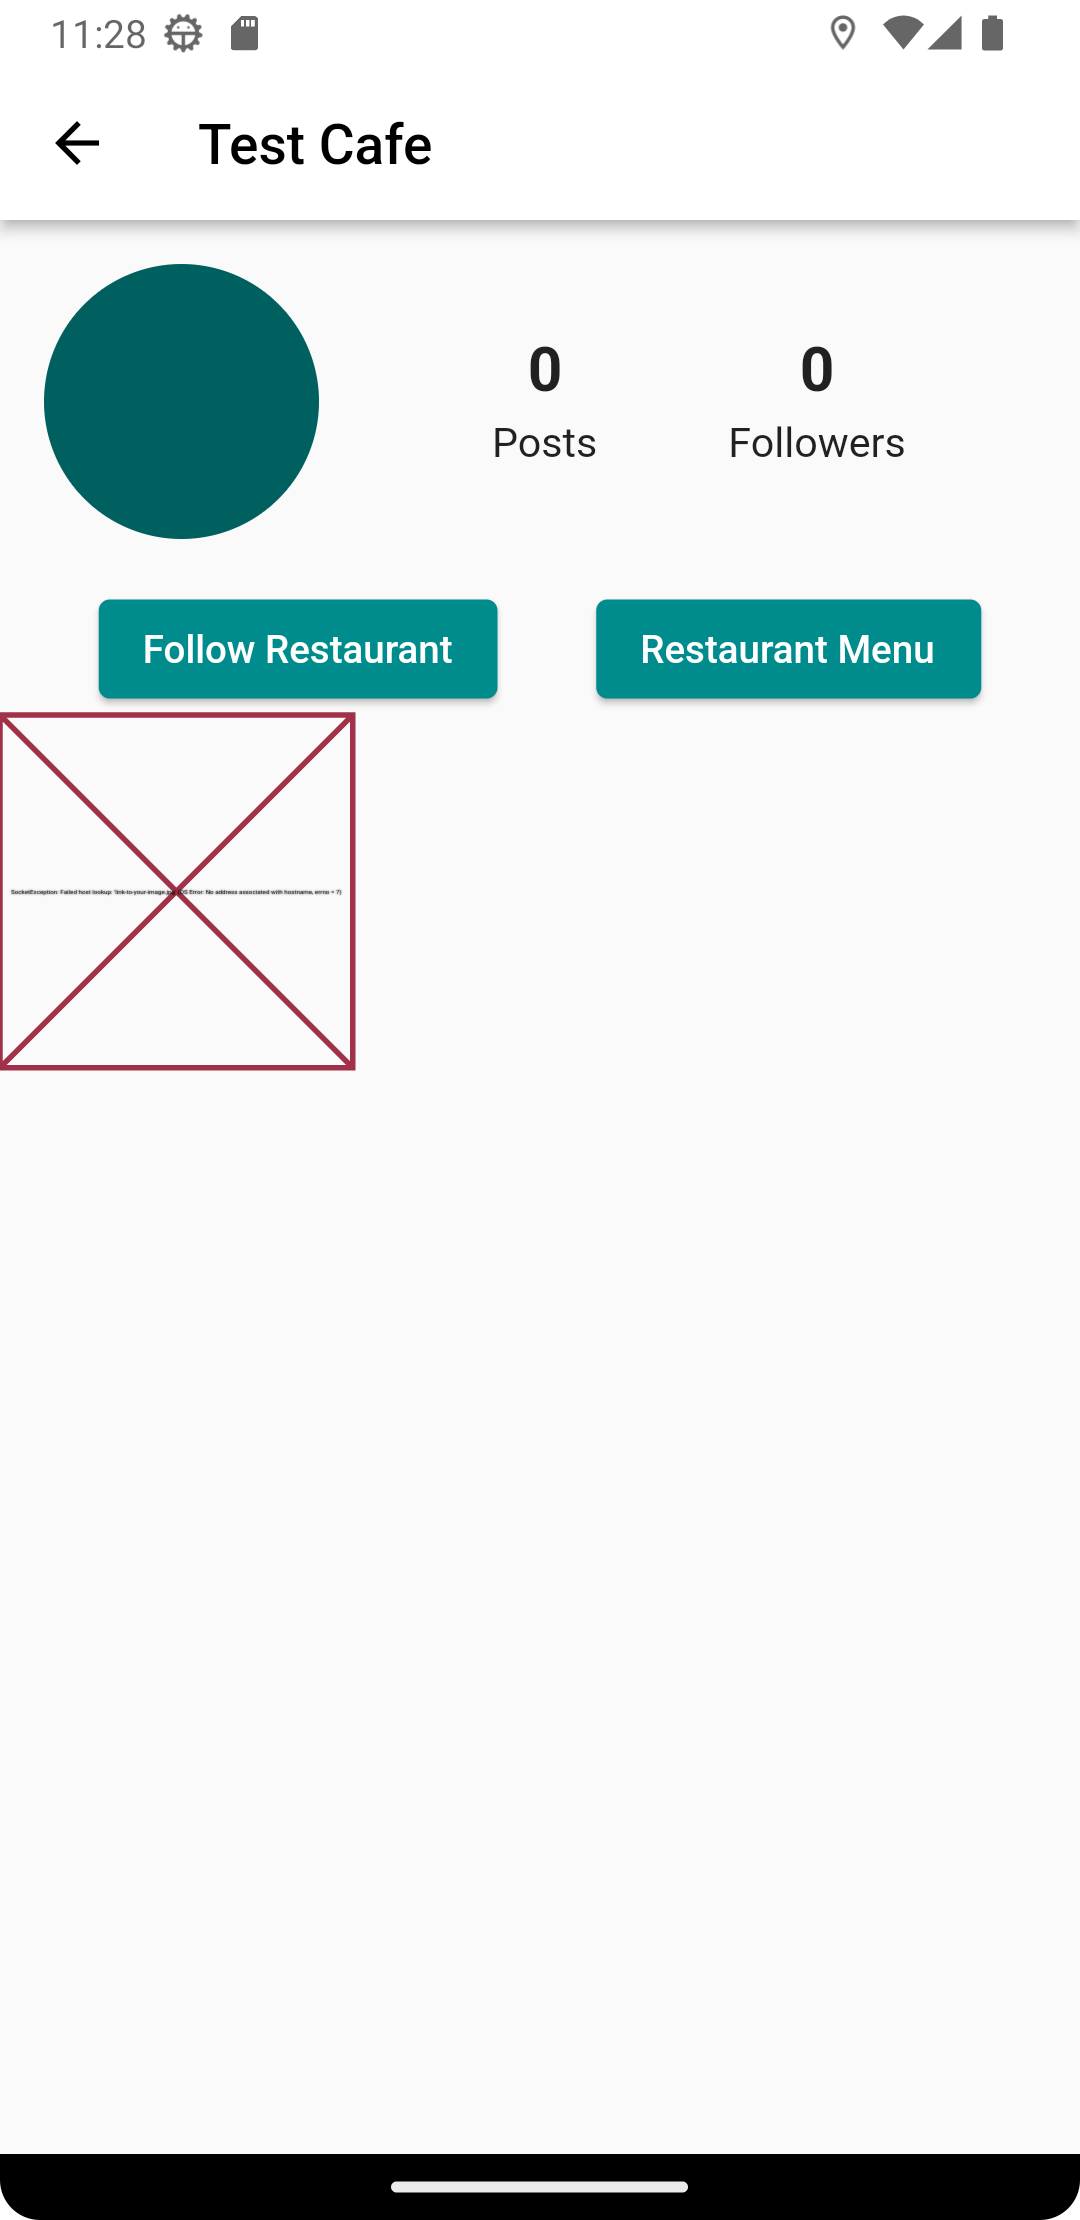 11:28
Test Cafe
0
Posts
0
Followers
Follow Restaurant
Restaurant Menu
SocketException: Failed host lookup: 'link-to-your-image.jpg' (OS Error: No address associated with hostname, errno = 7)